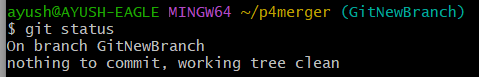 ayush@AYUSH-EAGLE MINGW64 ~/p4merger (GitNewBranch)
$ git status
On branch GitNewBranch
nothing to commit, working tree clean